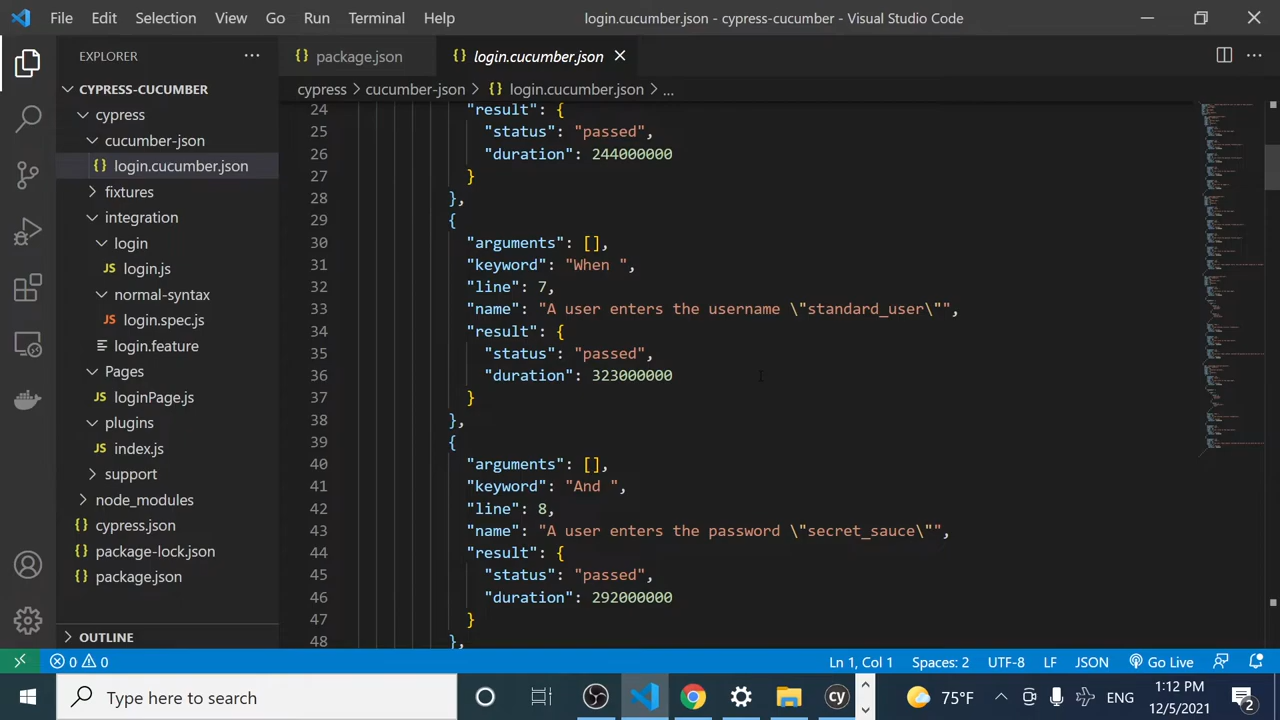 File Edit Selection View Go Run Terminal Help login.cucumber.json - cypress-cucumber - Visual Studio Code
EXPLORER
CYPRESS-CUCUMBER
cypress
cucumber-json
login.cucumber.json
fixtures
integration
login
login.js
normal-syntax
login.spec.js
login.feature
Pages
loginPage.js
plugins
index.js
support
node_modules
cypress.json
package-lock.json
package.json
OUTLINE
package.json login.cucumber.json
cypress > cucumber-json > login.cucumber.json > ...
24 "result": {
25 "status": "passed",
26 "duration": 244000000
27 }
28 },
29 {
30 "arguments": [],
31 "keyword": "When ",
32 "line": 7,
33 "name": "A user enters the username \"standard_user\"",
34 "result": {
35 "status": "passed",
36 "duration": 323000000
37 }
38 },
39 {
40 "arguments": [],
41 "keyword": "And ",
42 "line": 8,
43 "name": "A user enters the password \"secret_sauce\"",
44 "result": {
45 "status": "passed",
46 "duration": 292000000
47 }
48 },
0 0 Ln 1, Col 1 Spaces: 2 UTF-8 LF JSON Go Live
Type here to search
cy
75°F ENG
1:12 PM
12/5/2021
2